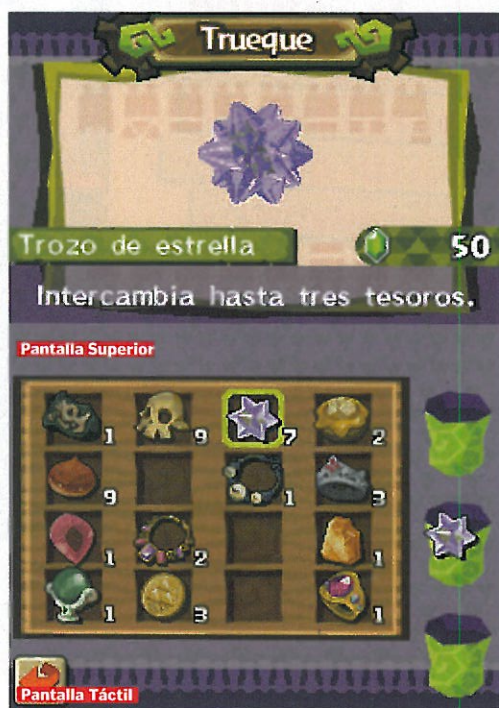 Trueque
Trozo de estrella
50
Intercambia hasta tres tesoros.
Pantalla Superior
1 9 7 2
9 1 3
1 2 1
1 3 1
Pantalla Táctil